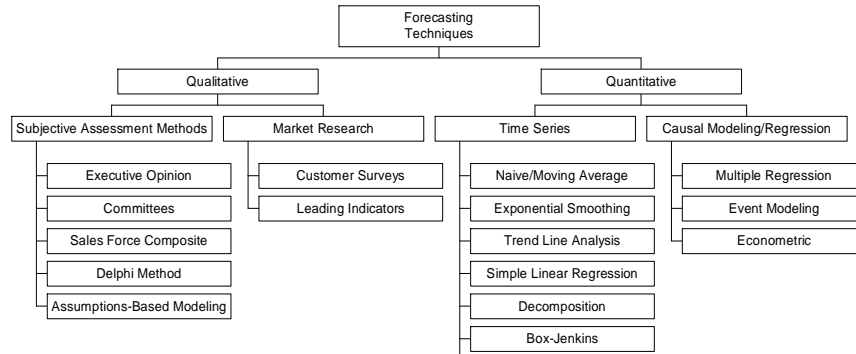 Forecasting
Techniques
Qualitative
Quantitative
Subjective Assessment Methods
Market Research
Time Series
Causal Modeling/Regression
Executive Opinion
Customer Surveys
Naive/Moving Average
Multiple Regression
Committees
Leading Indicators
Exponential Smoothing
Event Modeling
Sales Force Composite
Trend Line Analysis
Econometric
Delphi Method
Simple Linear Regression
Assumptions-Based Modeling
Decomposition
Box-Jenkins